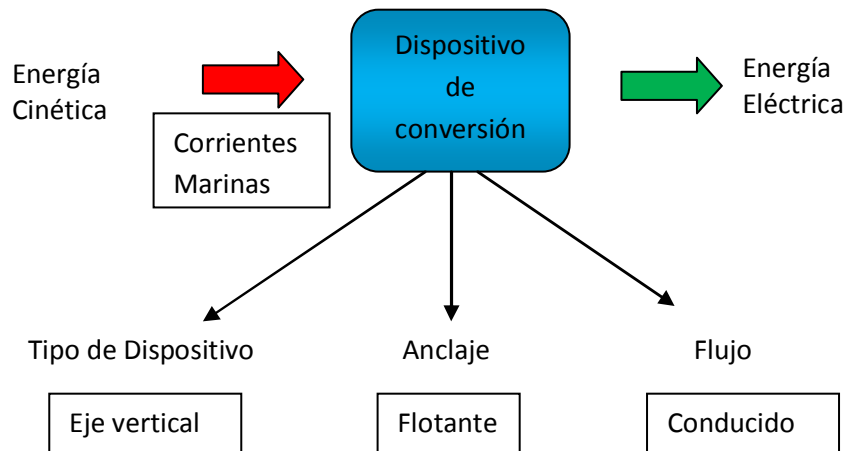 Energía
Cinética
Corrientes
Marinas
Dispositivo
de
conversión
Energía
Eléctrica
Tipo de Dispositivo
Anclaje
Flujo
Eje vertical
Flotante
Conducido